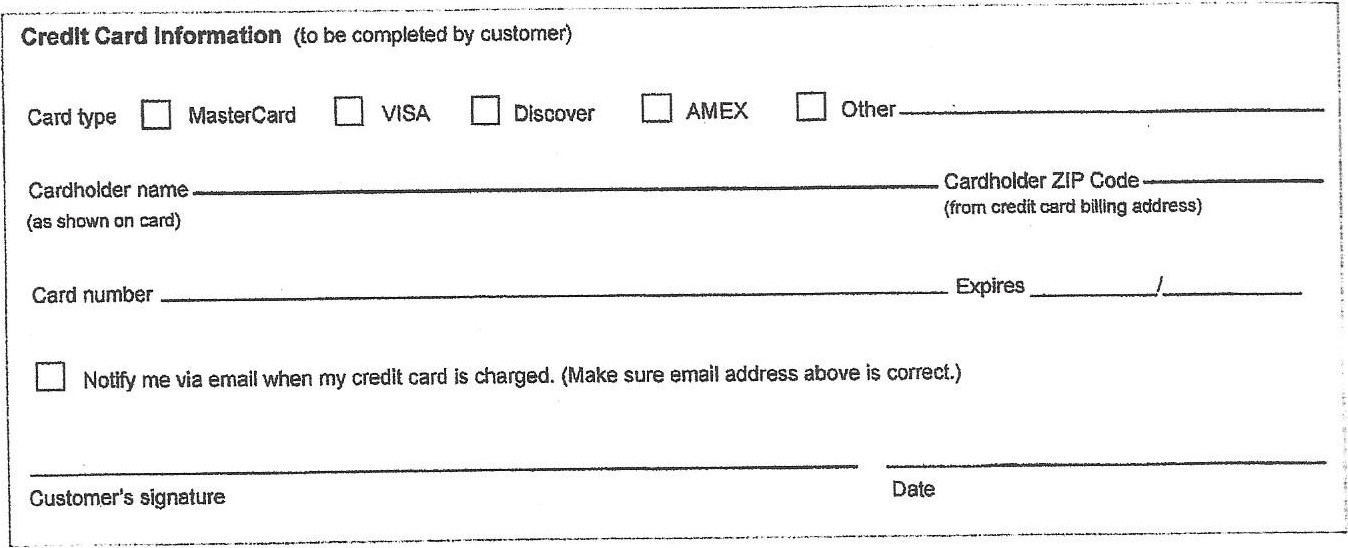 Credit Card Information (to be completed by customer)
Card type MasterCard VISA Discover AMEX Other
Cardholder name Cardholder ZIP Code
(as shown on card) (from credit card billing address)
Card number Expires /
Notify me via email when my credit card is charged. (Make sure email address above is correct.)
Customer's signature Date